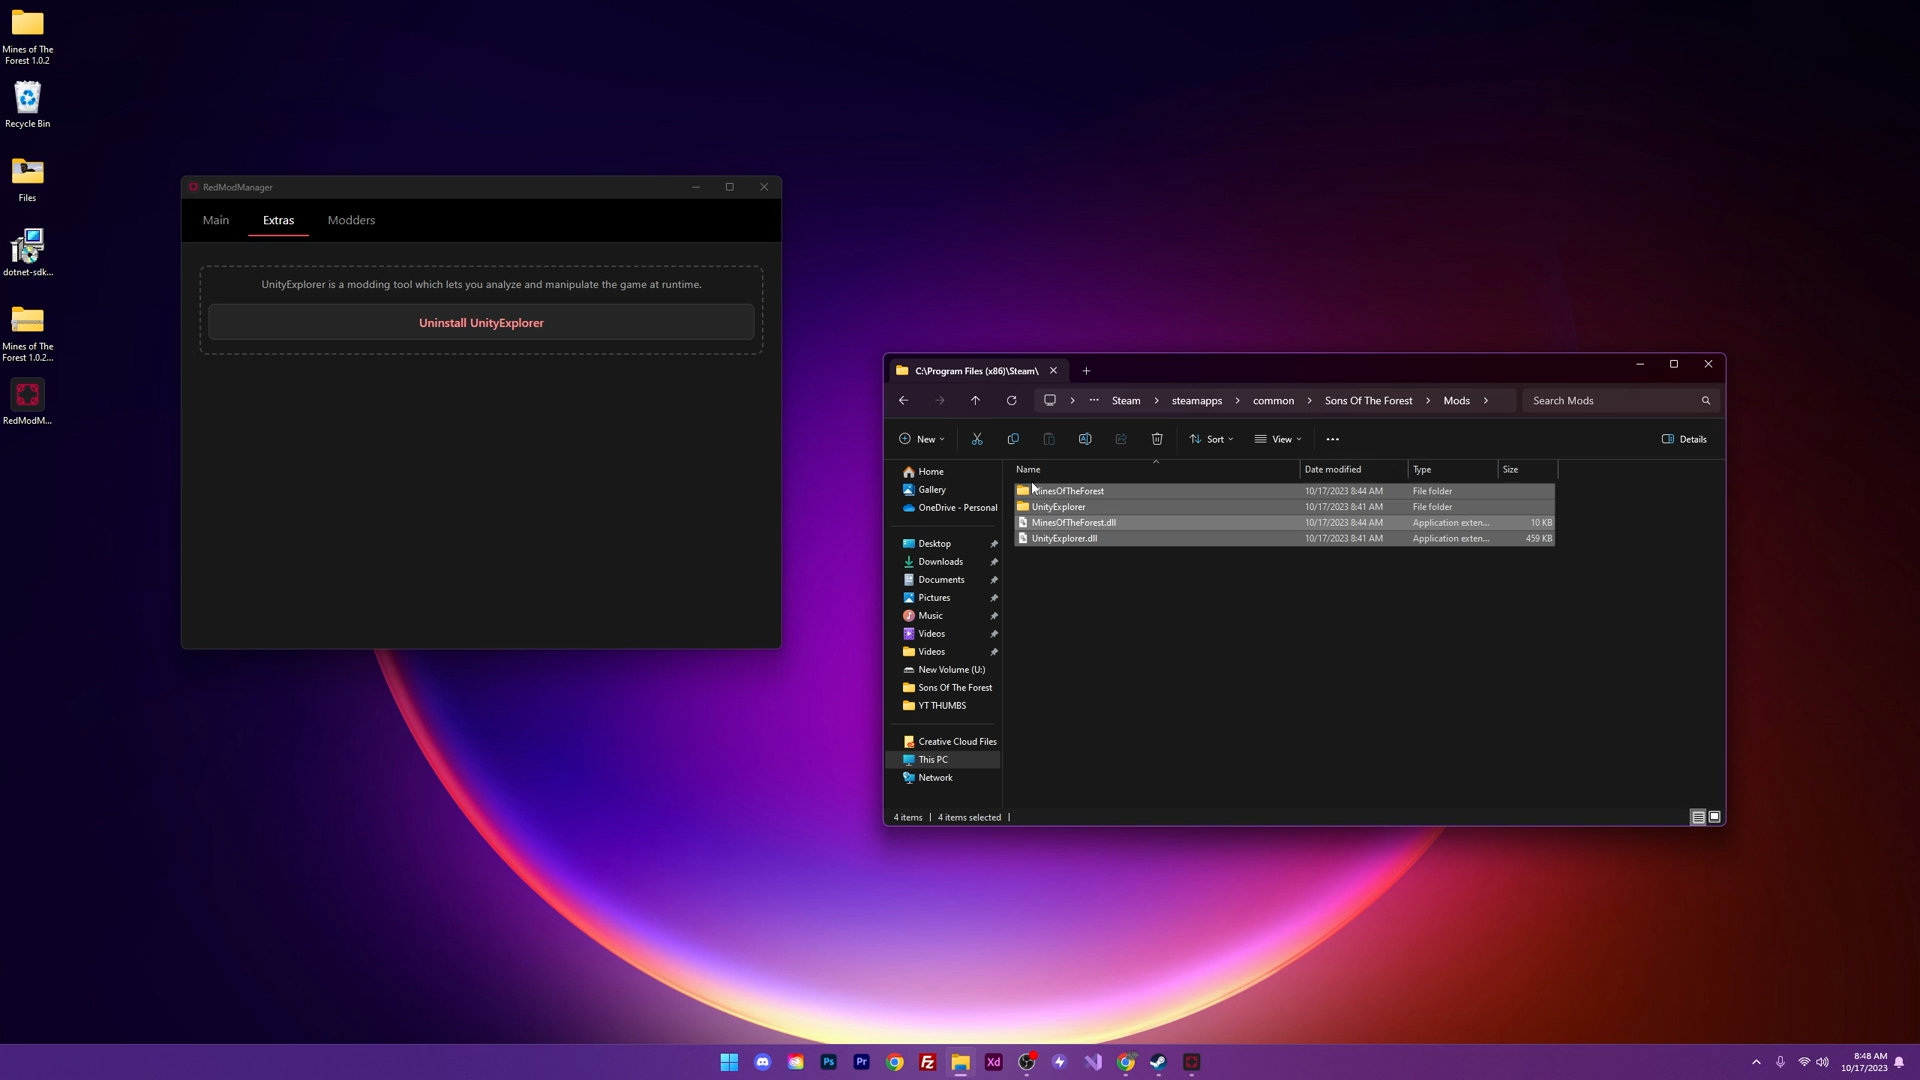 Mines of The
Forest 1.0.2
Recycle Bin
Files
dotnet-sdk...
Mines of The
Forest 1.0.2...
RedModM...
RedModManager
Main
Extras
Modders
UnityExplorer is a modding tool which lets you analyze and manipulate the game at runtime.
Uninstall UnityExplorer
C:\Program Files (x86)\Steam\
Steam
steamapps
common
Sons Of The Forest
Mods
Search Mods
New
Sort
View
Details
Name
Date modified
Type
Size
Home
Gallery
OneDrive - Personal
Desktop
Downloads
Documents
Pictures
Music
Videos
Videos
New Volume (U:)
Sons Of The Forest
YT THUMBS
Creative Cloud Files
This PC
Network
MinesOfTheForest 10/17/2023 8:44 AM File folder
UnityExplorer 10/17/2023 8:41 AM File folder
MinesOfTheForest.dll 10/17/2023 8:44 AM Application exten... 10 KB
UnityExplorer.dll 10/17/2023 8:41 AM Application exten... 459 KB
4 items | 4 items selected |
Ps
Pr
Fz
Xd
8:48 AM
10/17/2023